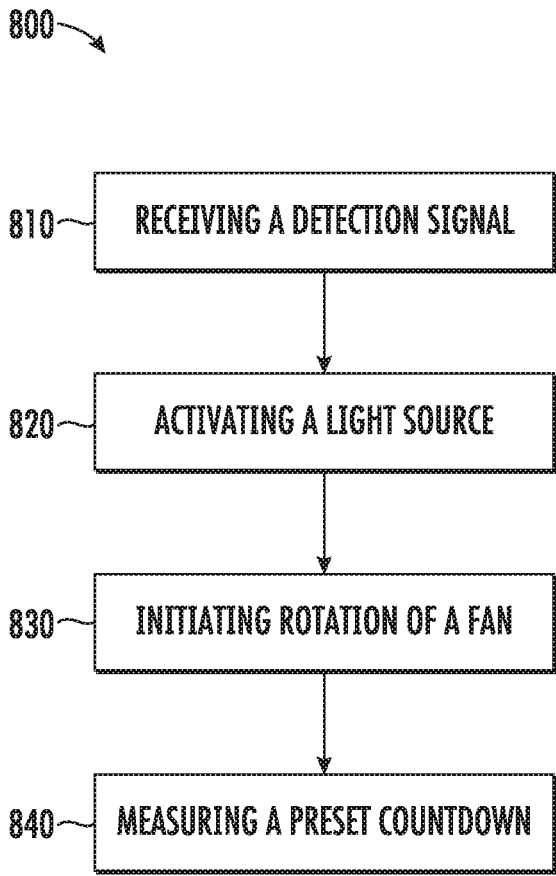 800
810 RECEIVING A DETECTION SIGNAL
820 ACTIVATING A LIGHT SOURCE
830 INITIATING ROTATION OF A FAN
840 MEASURING A PRESET COUNTDOWN